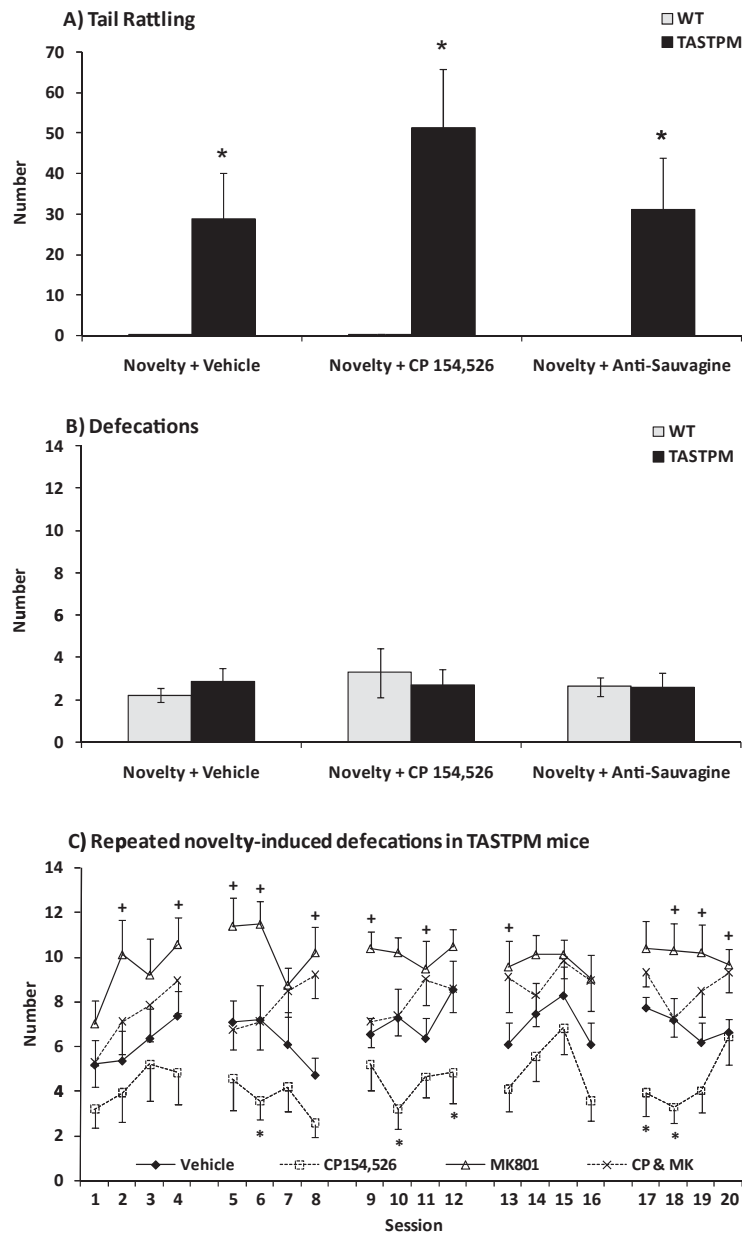 A) Tail Rattling
WT
TASTPM
70
60
50
40
30
20
10
0
Number
*
*
*
Novelty + Vehicle
Novelty + CP 154,526
Novelty + Anti-Sauvagine
B) Defecations
WT
TASTPM
14
12
10
8
6
4
2
0
Number
Novelty + Vehicle
Novelty + CP 154,526
Novelty + Anti-Sauvagine
C) Repeated novelty-induced defecations in TASTPM mice
14
12
10
8
6
4
2
0
Number
+ + + + + + + + + + +
* * * * *
Vehicle CP154,526 MK801 CP & MK
1 2 3 4 5 6 7 8 9 10 11 12 13 14 15 16 17 18 19 20
Session